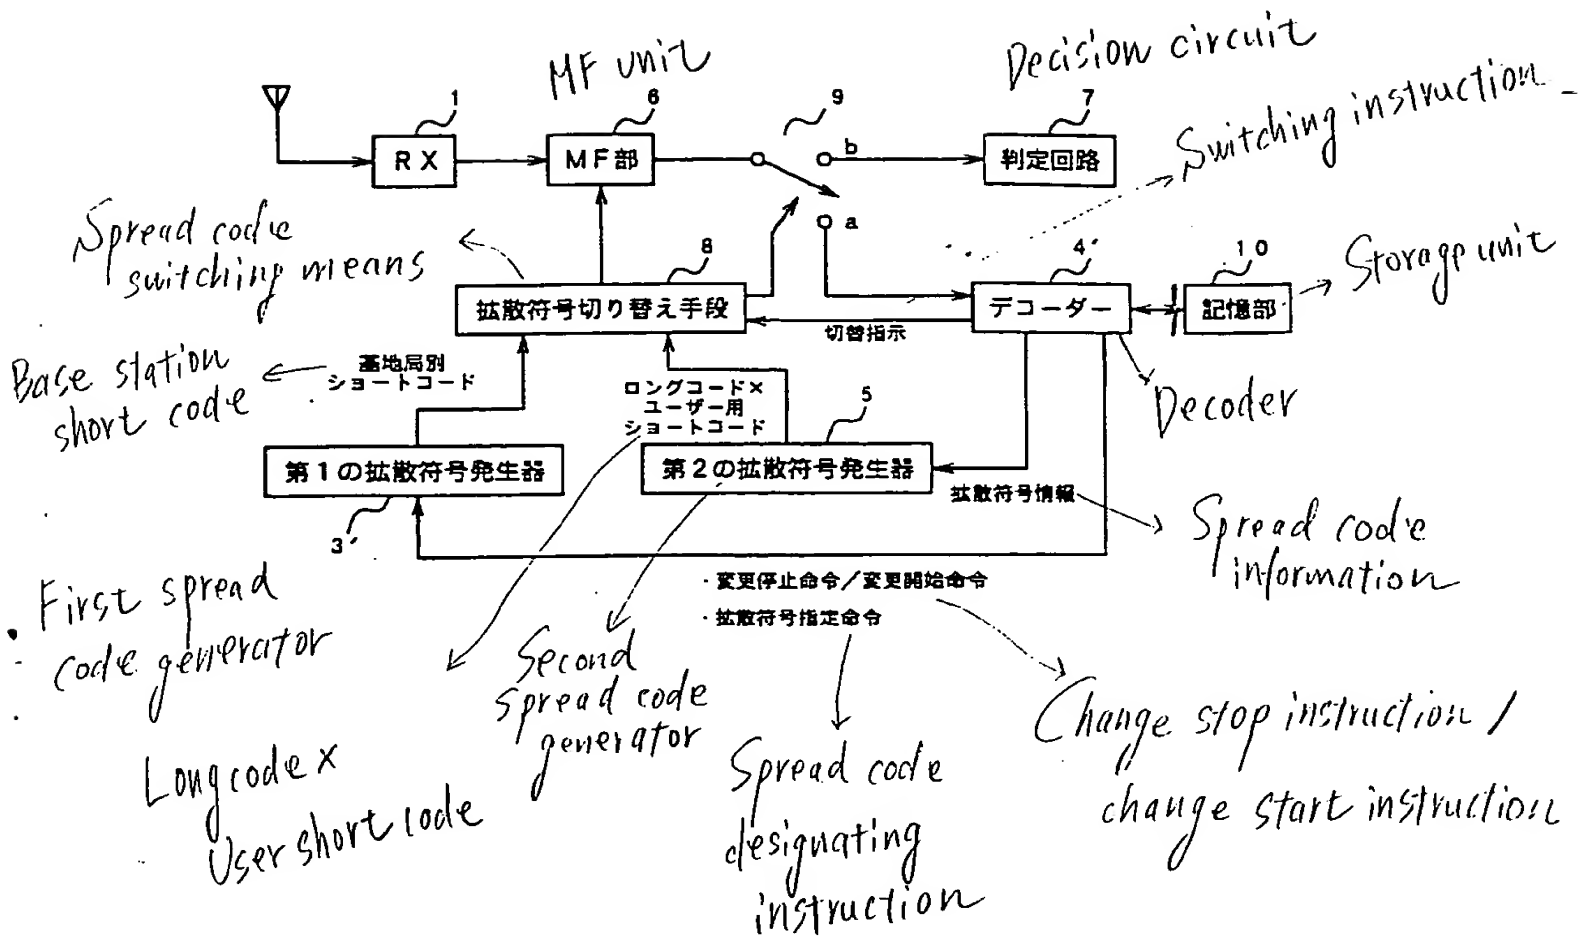 MF unit
Decision circuit
1
6
9
7
Switching instruction
RX
MF部
b
判定回路
a
Spread code
switching means
8
4'
10
Storage unit
拡散符号切り替え手段
デコーダー
記憶部
切替指示
Base station
short code
基地局別
ショートコード
ロングコード×
ユーザー用
ショートコード
5
Decoder
第1の拡散符号発生器
第2の拡散符号発生器
拡散符号情報
3'
Spread code
information
・変更停止命令/変更開始命令
・拡散符号指定命令
First spread
code generator
Second
spread code
generator
Long code x
User short code
Spread code
designating
instruction
Change stop instruction /
change start instruction